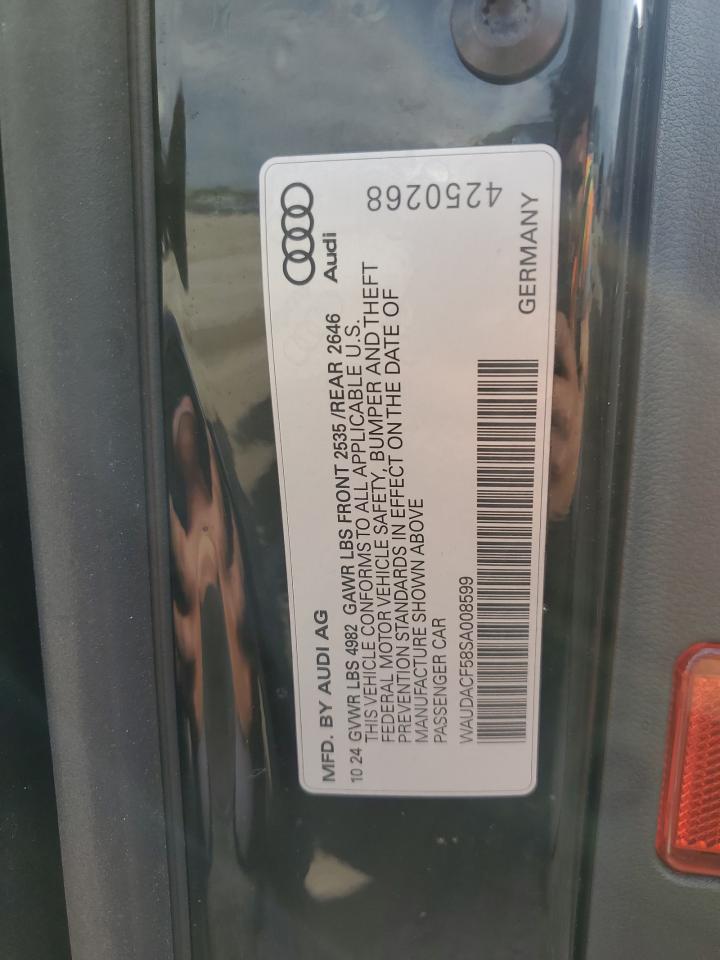 MFD. BY AUDI AG
10 24 GVWR LBS 4982 GAWR LBS FRONT 2535 /REAR 2646
THIS VEHICLE CONFORMS TO ALL APPLICABLE U.S.
FEDERAL MOTOR VEHICLE SAFETY, BUMPER AND THEFT
PREVENTION STANDARDS IN EFFECT ON THE DATE OF
MANUFACTURE SHOWN ABOVE
PASSENGER CAR
WAUDACF58SA008599
Audi
4250268
GERMANY